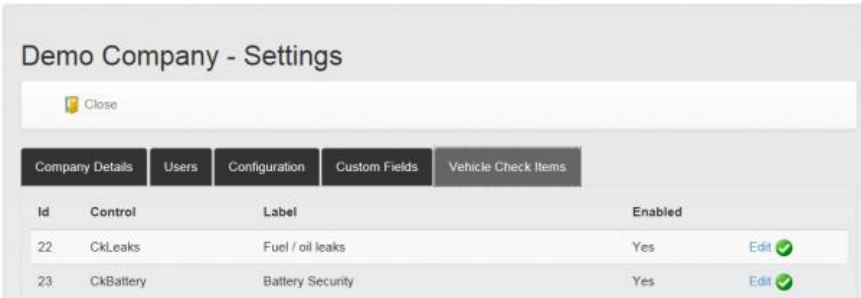 Demo Company - Settings
Close
Company Details Users Configuration Custom Fields Vehicle Check Items
Id Control Label Enabled
22 CkLeaks Fuel / oil leaks Yes Edit
23 CkBattery Battery Security Yes Edit